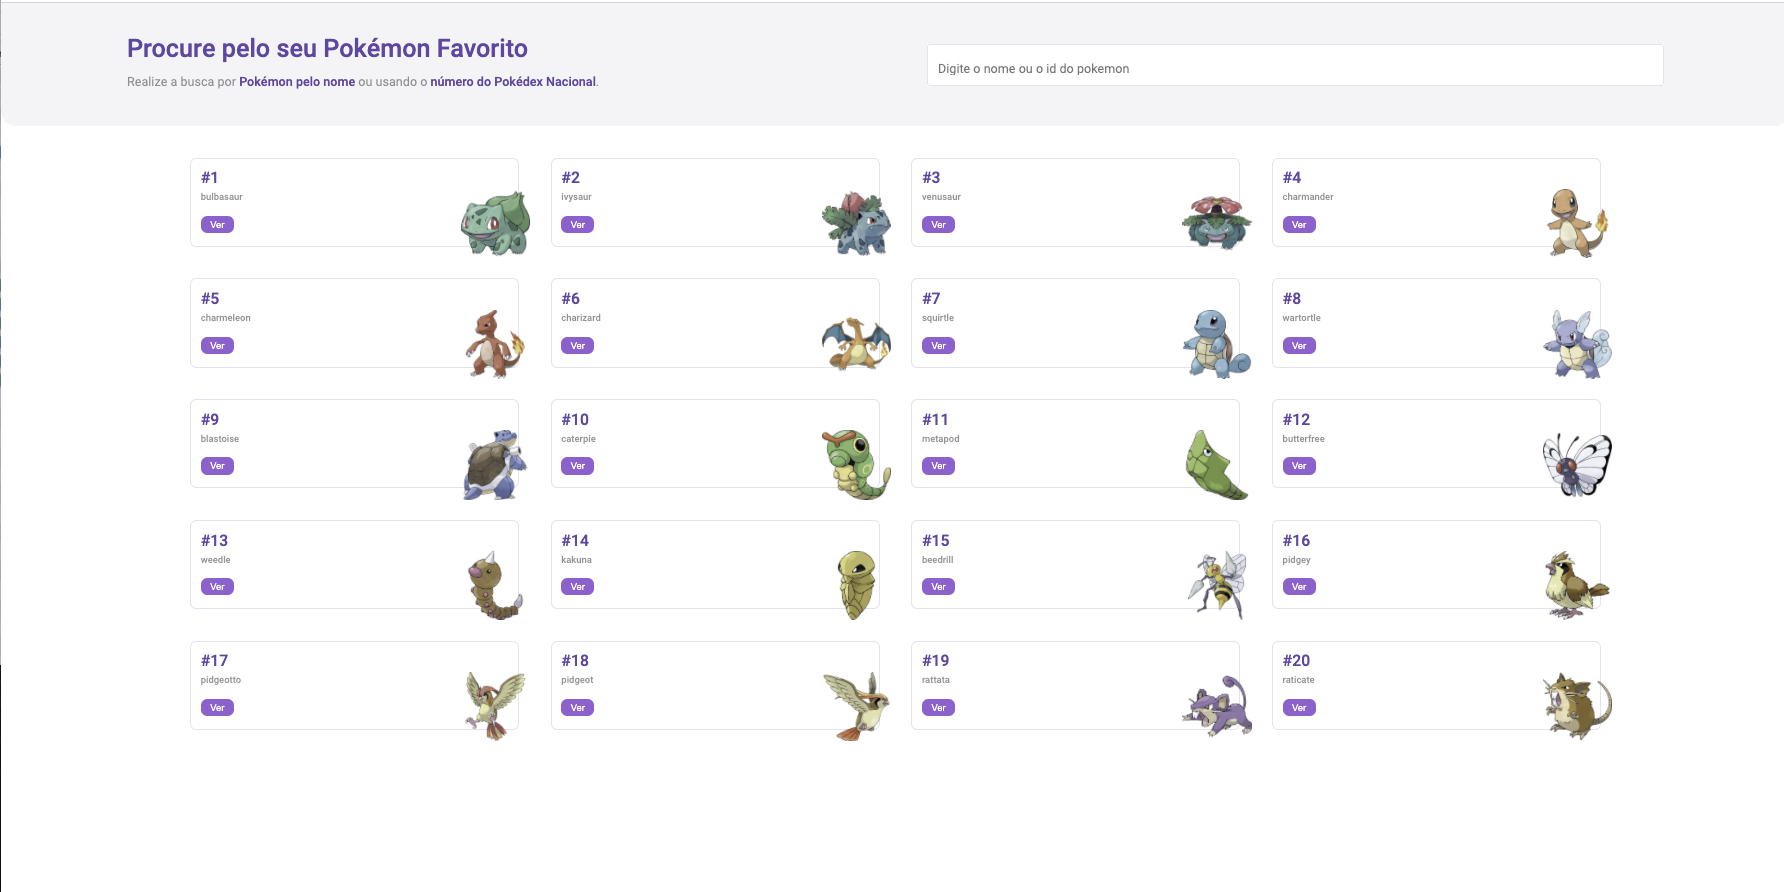 Procure pelo seu Pokémon Favorito
Realize a busca por Pokémon pelo nome ou usando o número do Pokédex Nacional.
Digite o nome ou o id do pokemon
#1
bulbasaur
Ver
#2
ivysaur
Ver
#3
venusaur
Ver
#4
charmander
Ver
#5
charmeleon
Ver
#6
charizard
Ver
#7
squirtle
Ver
#8
wartortle
Ver
#9
blastoise
Ver
#10
caterpie
Ver
#11
metapod
Ver
#12
butterfree
Ver
#13
weedle
Ver
#14
kakuna
Ver
#15
beedrill
Ver
#16
pidgey
Ver
#17
pidgeotto
Ver
#18
pidgeot
Ver
#19
rattata
Ver
#20
raticate
Ver